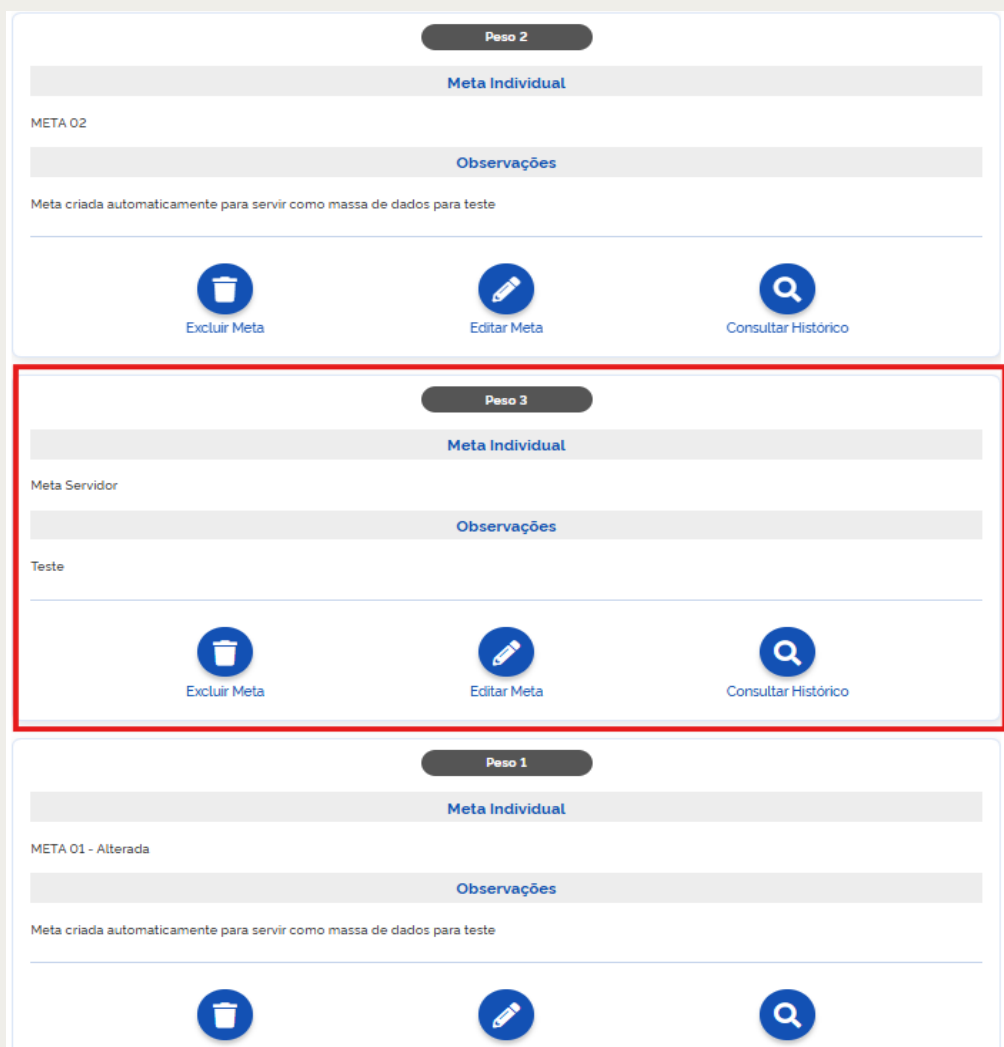 Peso 2
Meta Individual
META 02
Observações
Meta criada automaticamente para servir como massa de dados para teste
Excluir Meta
Editar Meta
Consultar Histórico
Peso 3
Meta Individual
Meta Servidor
Observações
Teste
Excluir Meta
Editar Meta
Consultar Histórico
Peso 1
Meta Individual
META 01 - Alterada
Observações
Meta criada automaticamente para servir como massa de dados para teste